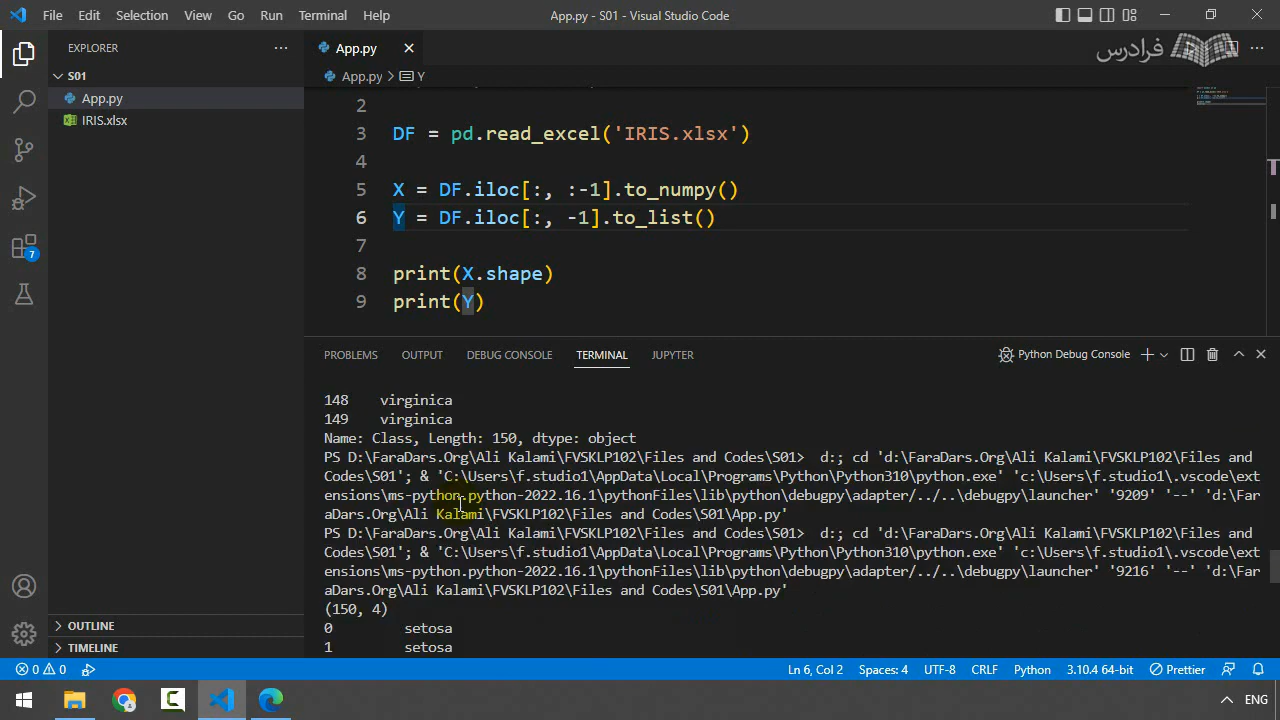 File Edit Selection View Go Run Terminal Help App.py - S01 - Visual Studio Code
EXPLORER
S01
App.py
IRIS.xlsx
App.py
فرادرس
App.py > Y
2
3 DF = pd.read_excel('IRIS.xlsx')
4
5 X = DF.iloc[:, :-1].to_numpy()
6 Y = DF.iloc[:, -1].to_list()
7
8 print(X.shape)
9 print(Y)
PROBLEMS OUTPUT DEBUG CONSOLE TERMINAL JUPYTER Python Debug Console
148 virginica
149 virginica
Name: Class, Length: 150, dtype: object
PS D:\FaraDars.Org\Ali Kalami\FVSKLP102\Files and Codes\S01> d:; cd 'd:\FaraDars.Org\Ali Kalami\FVSKLP102\Files and
Codes\S01'; & 'C:\Users\f.studio1\AppData\Local\Programs\Python\Python310\python.exe' 'c:\Users\f.studio1\.vscode\ext
ensions\ms-python.python-2022.16.1\pythonFiles\lib\python\debugpy\adapter/../..\debugpy\launcher' '9209' '--' 'd:\Far
aDars.Org\Ali Kalami\FVSKLP102\Files and Codes\S01\App.py'
PS D:\FaraDars.Org\Ali Kalami\FVSKLP102\Files and Codes\S01> d:; cd 'd:\FaraDars.Org\Ali Kalami\FVSKLP102\Files and
Codes\S01'; & 'C:\Users\f.studio1\AppData\Local\Programs\Python\Python310\python.exe' 'c:\Users\f.studio1\.vscode\ext
ensions\ms-python.python-2022.16.1\pythonFiles\lib\python\debugpy\adapter/../..\debugpy\launcher' '9216' '--' 'd:\Far
aDars.Org\Ali Kalami\FVSKLP102\Files and Codes\S01\App.py'
(150, 4)
0 setosa
1 setosa
OUTLINE
TIMELINE
7
0 0 Ln 6, Col 2 Spaces: 4 UTF-8 CRLF Python 3.10.4 64-bit Prettier
ENG